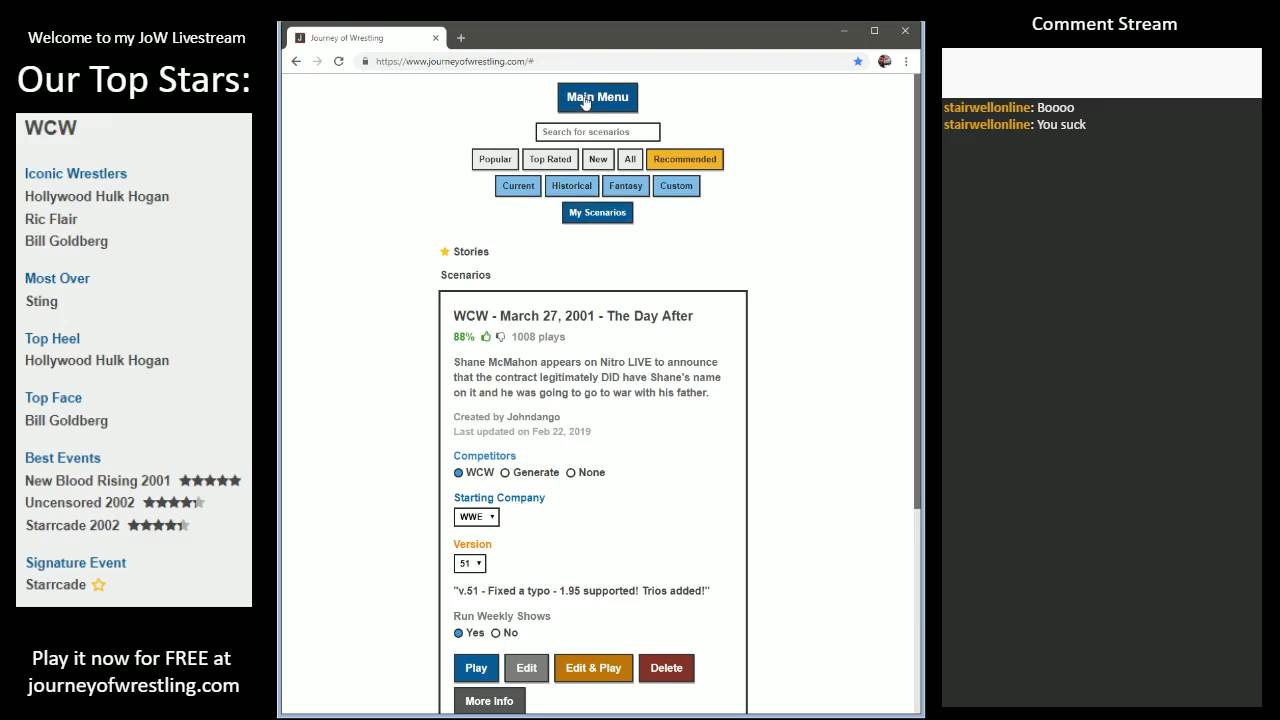 Welcome to my JoW Livestream
Our Top Stars:
WCW
Iconic Wrestlers
Hollywood Hulk Hogan
Ric Flair
Bill Goldberg
Most Over
Sting
Top Heel
Hollywood Hulk Hogan
Top Face
Bill Goldberg
Best Events
New Blood Rising 2001 ★★★★★
Uncensored 2002
Starrcade 2002
Signature Event
Starrcade
Play it now for FREE at
journeyofwrestling.com
Journey of Wrestling
https://www.journeyofwrestling.com/#
Main Menu
Search for scenarios
Popular Top Rated New All Recommended
Current Historical Fantasy Custom
My Scenarios
Stories
Scenarios
WCW - March 27, 2001 - The Day After
88% 1008 plays
Shane McMahon appears on Nitro LIVE to announce
that the contract legitimately DID have Shane's name
on it and he was going to go to war with his father.
Created by Johndango
Last updated on Feb 22, 2019
Competitors
WCW Generate None
Starting Company
WWE
Version
51
"v.51 - Fixed a typo - 1.95 supported! Trios added!"
Run Weekly Shows
Yes No
Play Edit Edit & Play Delete
More Info
Comment Stream
stairwellonline: Boooo
stairwellonline: You suck